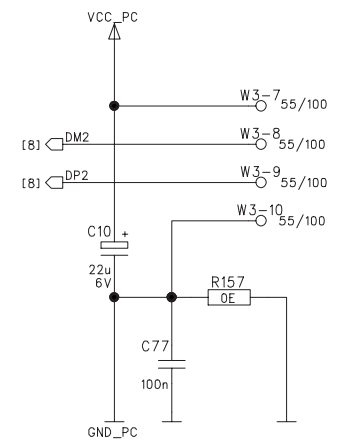 VCC_PC
W3-7 55/100
[8] DM2 W3-8 55/100
[8] DP2 W3-9 55/100
W3-10 55/100
C10 +
22u
6V
R157
0E
C77
100n
GND_PC